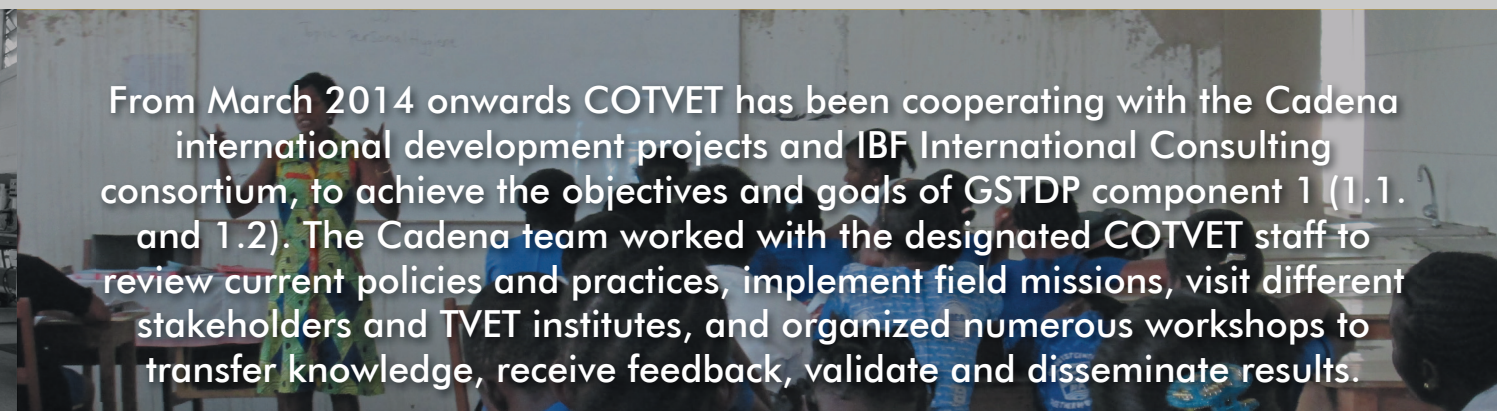 From March 2014 onwards COTVET has been cooperating with the Cadena
international development projects and IBF International Consulting
consortium, to achieve the objectives and goals of GSTDP component 1 (1.1.
and 1.2). The Cadena team worked with the designated COTVET staff to
review current policies and practices, implement field missions, visit different
stakeholders and TVET institutes, and organized numerous workshops to
transfer knowledge, receive feedback, validate and disseminate results.